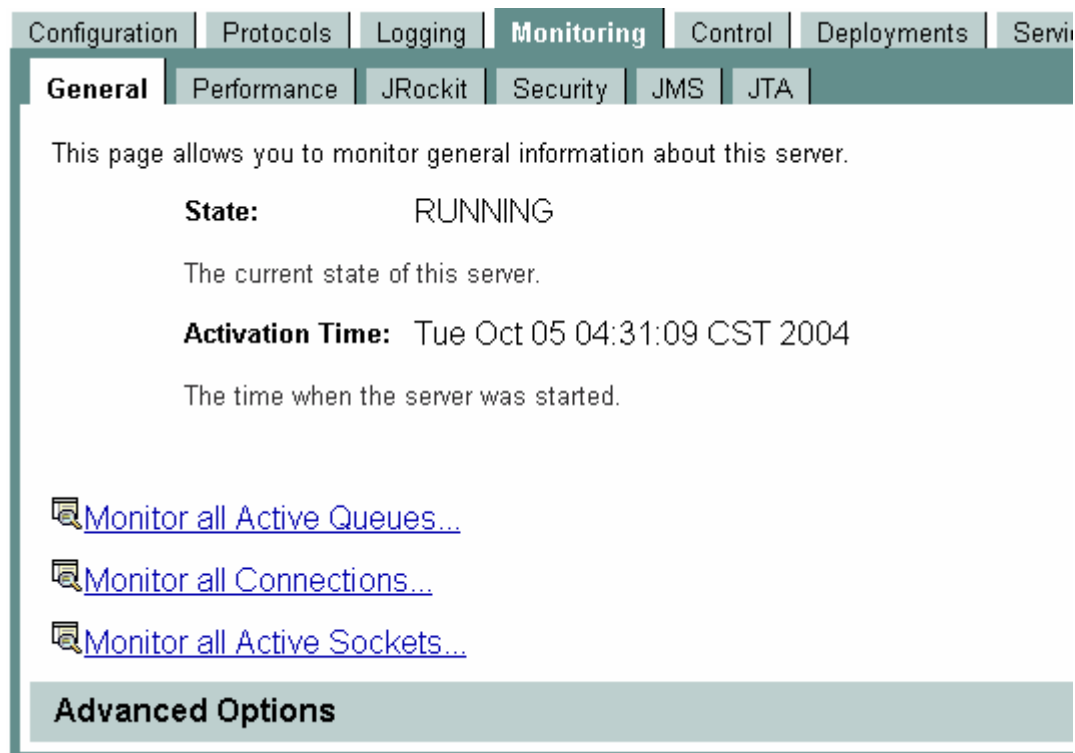 Configuration Protocols Logging Monitoring Control Deployments
General Performance JRockit Security JMS JTA
This page allows you to monitor general information about this server.
State: RUNNING
The current state of this server.
Activation Time: Tue Oct 05 04:31:09 CST 2004
The time when the server was started.
Monitor all Active Queues...
Monitor all Connections...
Monitor all Active Sockets...
Advanced Options